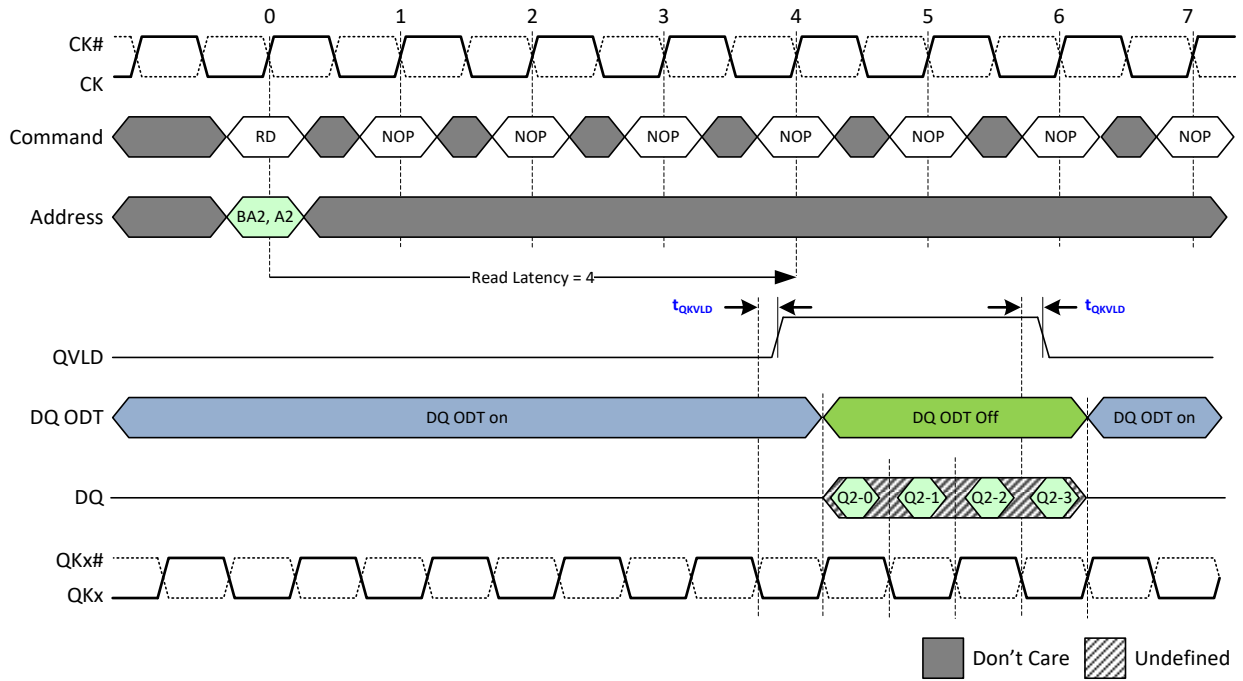 0 1 2 3 4 5 6 7
CK#
CK
Command RD NOP NOP NOP NOP NOP NOP NOP
Address BA2, A2
Read Latency = 4
tQKVLD tQKVLD
QVLD
DQ ODT DQ ODT on DQ ODT Off DQ ODT on
DQ Q2-0 Q2-1 Q2-2 Q2-3
QKx#
QKx
Don't Care Undefined